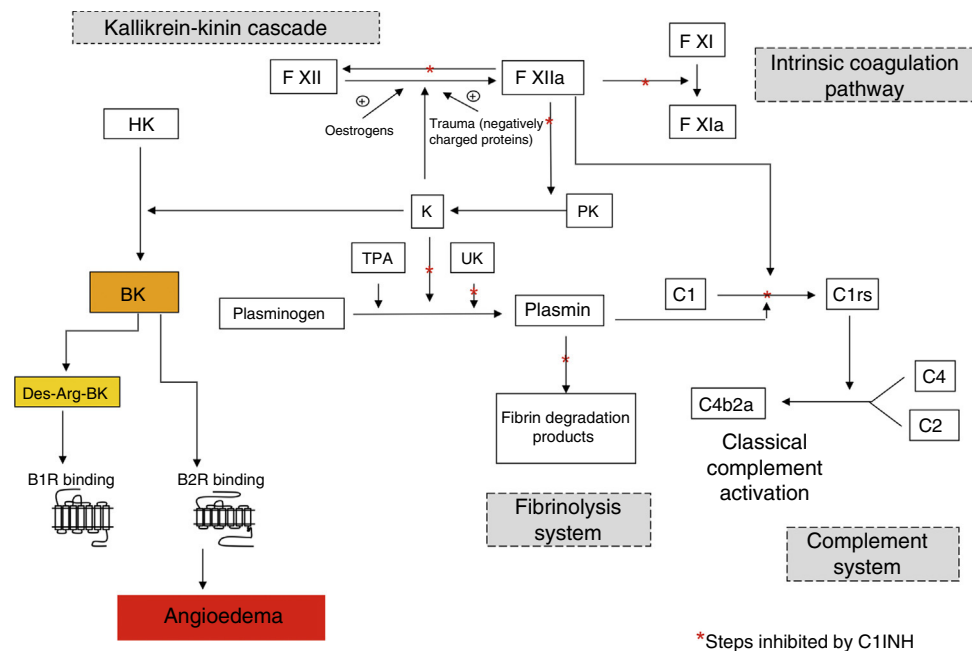 Kallikrein-kinin cascade
F XI
F XII
F XIIa
Intrinsic coagulation
pathway
+
+
Oestrogens
Trauma (negatively
charged proteins)
F XIa
HK
K
PK
TPA
UK
BK
Plasminogen
Plasmin
C1
C1rs
Des-Arg-BK
Fibrin degradation
products
C4b2a
C4
C2
Classical
complement
activation
B1R binding
B2R binding
Fibrinolysis
system
Complement
system
Angioedema
*Steps inhibited by C1INH